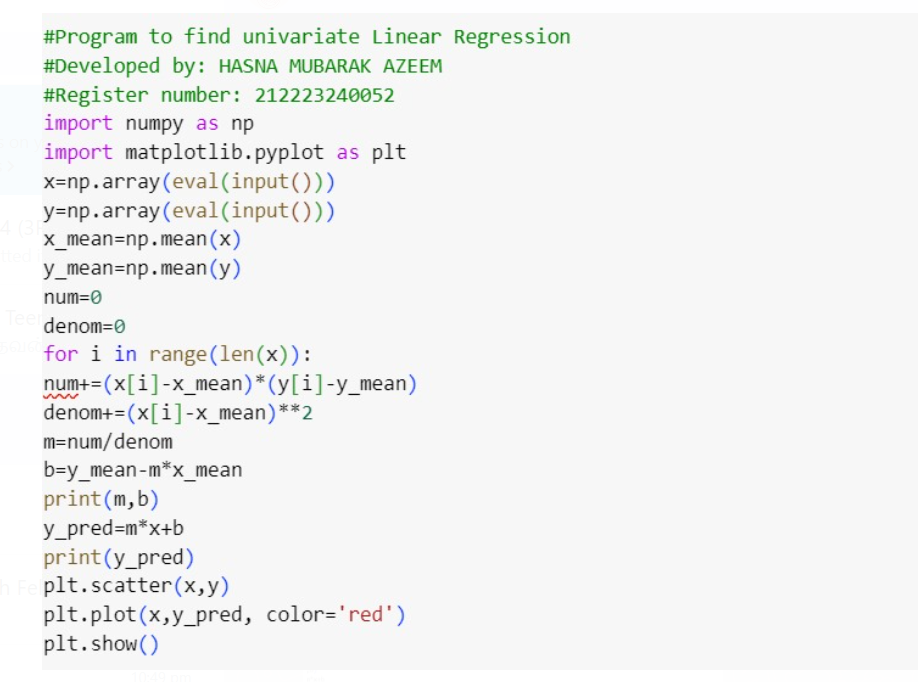 #Program to find univariate Linear Regression
#Developed by: HASNA MUBARAK AZEEM
#Register number: 212223240052
import numpy as np
import matplotlib.pyplot as plt
x=np.array(eval(input()))
y=np.array(eval(input()))
x_mean=np.mean(x)
y_mean=np.mean(y)
num=0
denom=0
for i in range(len(x)):
num+=(x[i]-x_mean)*(y[i]-y_mean)
denom+=(x[i]-x_mean)**2
m=num/denom
b=y_mean-m*x_mean
print(m,b)
y_pred=m*x+b
print(y_pred)
plt.scatter(x,y)
plt.plot(x,y_pred, color='red')
plt.show()